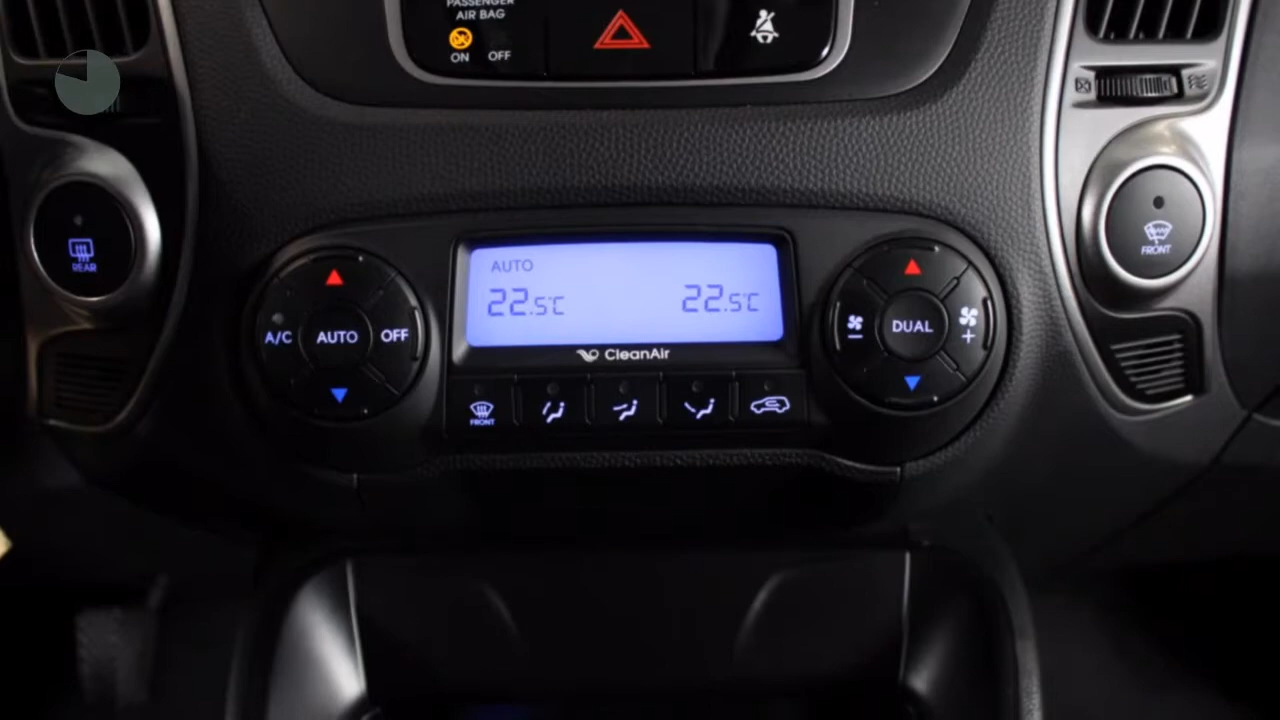 PASSENGER
AIR BAG
ON OFF
REAR
FRONT
A/C AUTO OFF
AUTO
22.5°C 22.5°C
CleanAir
DUAL
FRONT